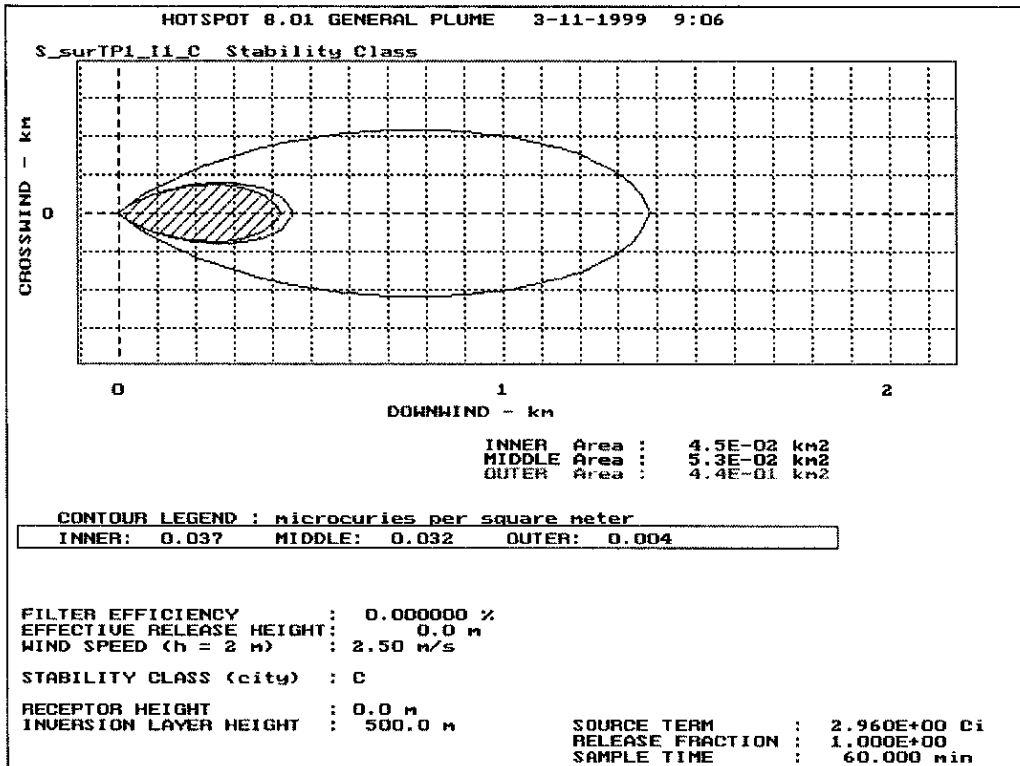 HOTSPOT 8.01 GENERAL PLUME 3-11-1999 9:06
S_surTP1_I1_C Stability Class
CROSSWIND - km
0
0 1 2
DOWNWIND - km
INNER Area : 4.5E-02 km2
MIDDLE Area : 5.3E-02 km2
OUTER Area : 4.4E-01 km2
CONTOUR LEGEND : microcuries per square meter
INNER: 0.037 MIDDLE: 0.032 OUTER: 0.004
FILTER EFFICIENCY : 0.000000 %
EFFECTIVE RELEASE HEIGHT: 0.0 m
WIND SPEED (h = 2 m) : 2.50 m/s
STABILITY CLASS (city) : C
RECEPTOR HEIGHT : 0.0 m
INVERSION LAYER HEIGHT : 500.0 m
SOURCE TERM : 2.960E+00 Ci
RELEASE FRACTION : 1.000E+00
SAMPLE TIME : 60.000 min